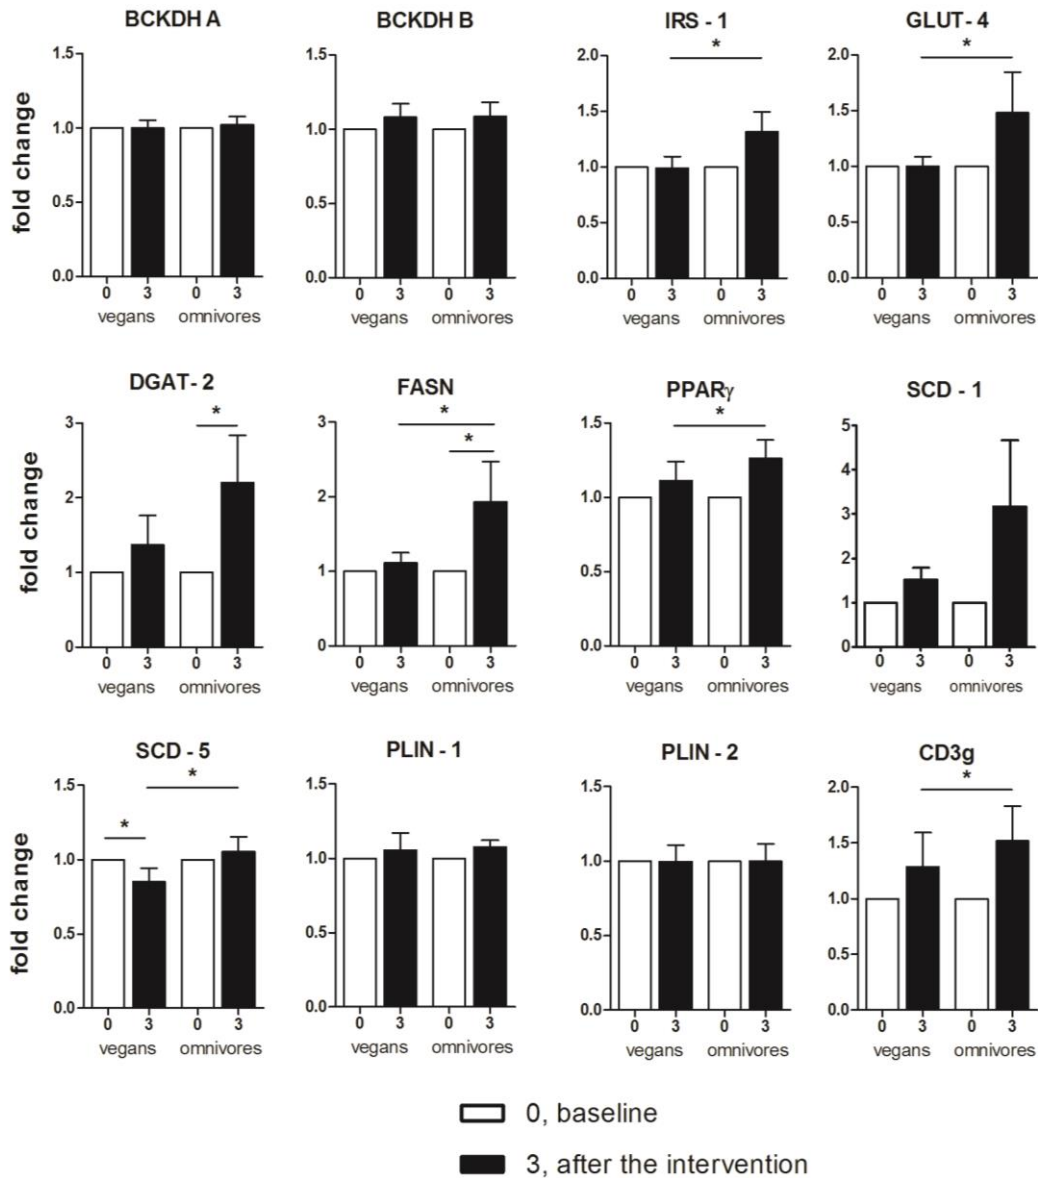 BCKDH A
BCKDH B
IRS - 1
GLUT - 4
fold change
1.5
1.0
0.5
0.0
0 3 0 3
vegans omnivores
1.5
1.0
0.5
0.0
0 3 0 3
vegans omnivores
*
2.0
1.5
1.0
0.5
0.0
0 3 0 3
vegans omnivores
*
2.0
1.5
1.0
0.5
0.0
0 3 0 3
vegans omnivores
DGAT - 2
FASN
PPARγ
SCD - 1
fold change
*
3
2
1
0
0 3 0 3
vegans omnivores
*
*
3
2
1
0
0 3 0 3
vegans omnivores
*
1.5
1.0
0.5
0.0
0 3 0 3
vegans omnivores
5
4
3
2
1
0
0 3 0 3
vegans omnivores
SCD - 5
PLIN - 1
PLIN - 2
CD3g
fold change
*
*
1.5
1.0
0.5
0.0
0 3 0 3
vegans omnivores
1.5
1.0
0.5
0.0
0 3 0 3
vegans omnivores
1.5
1.0
0.5
0.0
0 3 0 3
vegans omnivores
*
2.0
1.5
1.0
0.5
0.0
0 3 0 3
vegans omnivores
0, baseline
3, after the intervention